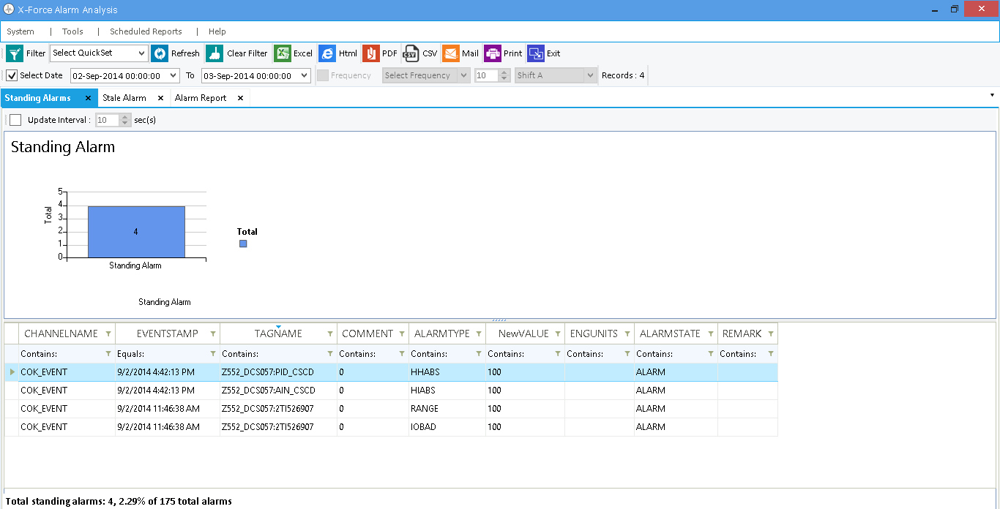 X-Force Alarm Analysis
System | Tools | Scheduled Reports | Help
Filter Select QuickSet Refresh Clear Filter Excel Html PDF CSV Mail Print Exit
Select Date 02-Sep-2014 00:00:00 To 03-Sep-2014 00:00:00 Frequency Select Frequency 10 Shift A Records : 4
Standing Alarms Stale Alarm Alarm Report
Update Interval : 10 sec(s)
Standing Alarm
5
4
3
2
1
0
Total
4
Standing Alarm
Total
Standing Alarm
CHANNELNAME EVENTSTAMP TAGNAME COMMENT ALARMTYPE NewVALUE ENGUNITS ALARMSTATE REMARK
Contains: Equals: Contains: Contains: Contains: Contains: Contains: Contains: Contains:
COK_EVENT 9/2/2014 4:42:13 PM Z552_DCS057:PID_CSCD 0 HHABS 100 ALARM
COK_EVENT 9/2/2014 4:42:13 PM Z552_DCS057:AIN_CSCD 0 HIABS 100 ALARM
COK_EVENT 9/2/2014 11:46:38 AM Z552_DCS057:2TI526907 0 RANGE 100 ALARM
COK_EVENT 9/2/2014 11:46:38 AM Z552_DCS057:2TI526907 0 IOBAD 100 ALARM
Total standing alarms: 4, 2.29% of 175 total alarms